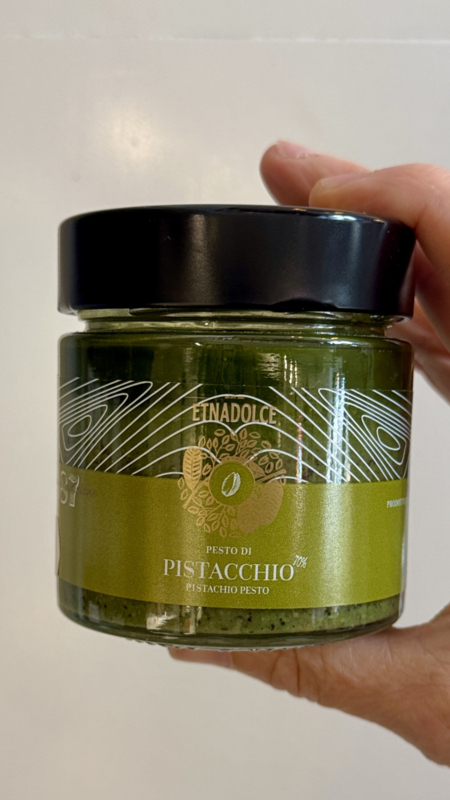 ETNADOLCE
PESTO DI
PISTACCHIO 70%
PISTACHIO PESTO